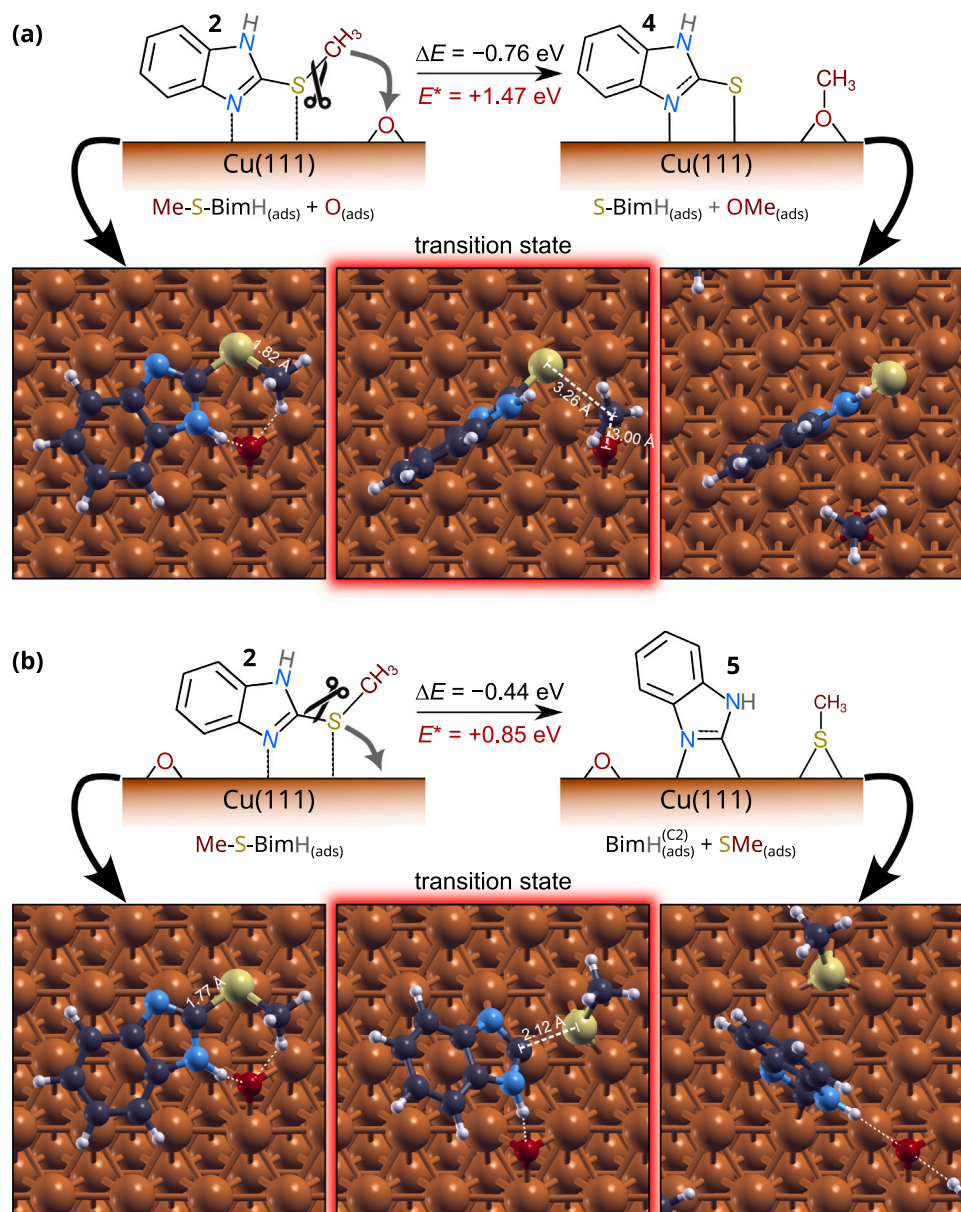 (a)
2
H
N
CH3
S
N
O
ΔE = −0.76 eV
E* = +1.47 eV
4
H
N
S
N
CH3
O
Cu(111)
Cu(111)
Me-S-BimH(ads) + O(ads)
S-BimH(ads) + OMe(ads)
transition state
1.82 Å
3.26 Å
3.00 Å
(b)
2
H
N
CH3
S
N
O
ΔE = −0.44 eV
E* = +0.85 eV
5
NH
N
CH3
S
O
Cu(111)
Cu(111)
Me-S-BimH(ads)
BimH(C2)(ads) + SMe(ads)
transition state
1.77 Å
2.12 Å